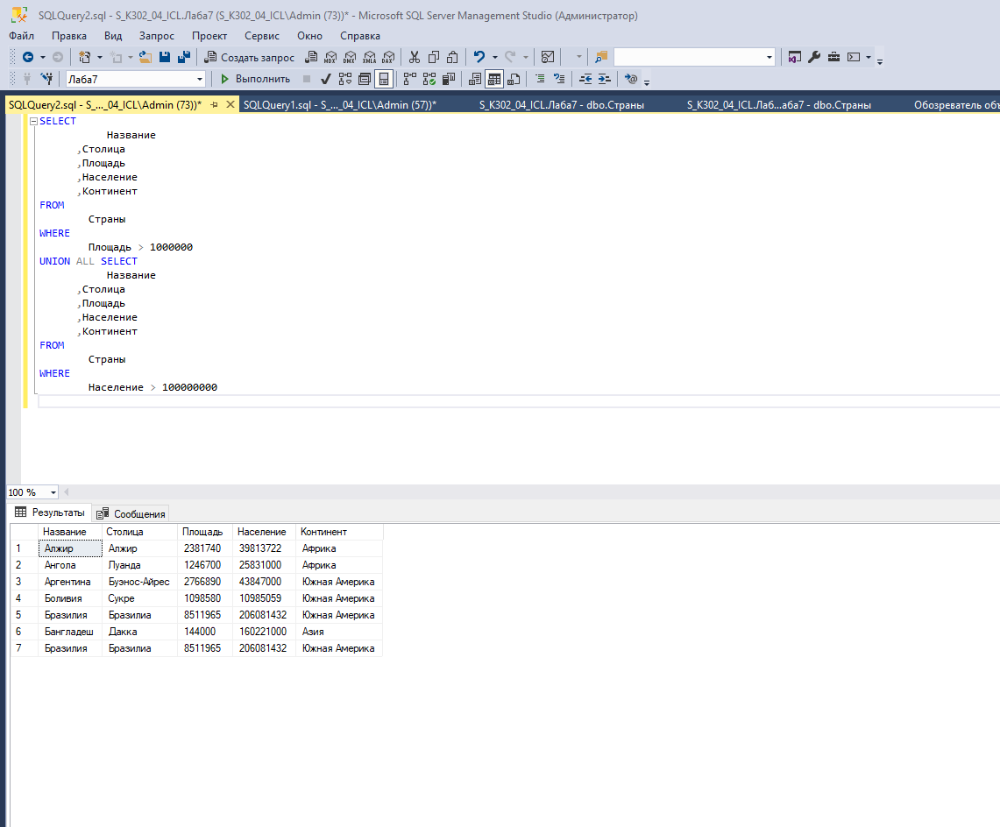 SQLQuery2.sql - S_K302_04_ICL.Лаба7 (S_K302_04_ICL\Admin (73))* - Microsoft SQL Server Management Studio (Администратор)
Файл Правка Вид Запрос Проект Сервис Окно Справка
Создать запрос MDX DMX XMLA DAX
Лаба7 Выполнить
SQLQuery2.sql - S_..._04_ICL\Admin (73))* SQLQuery1.sql - S_..._04_ICL\Admin (57))* S_K302_04_ICL.Лаба7 - dbo.Страны S_K302_04_ICL.Лаб...аба7 - dbo.Страны Обозреватель объ
SELECT
Название
,Столица
,Площадь
,Население
,Континент
FROM
Страны
WHERE
Площадь > 1000000
UNION ALL SELECT
Название
,Столица
,Площадь
,Население
,Континент
FROM
Страны
WHERE
Население > 100000000
100 %
Результаты Сообщения
Название Столица Площадь Население Континент
1 Алжир Алжир 2381740 39813722 Африка
2 Ангола Луанда 1246700 25831000 Африка
3 Аргентина Буэнос-Айрес 2766890 43847000 Южная Америка
4 Боливия Сукре 1098580 10985059 Южная Америка
5 Бразилия Бразилиа 8511965 206081432 Южная Америка
6 Бангладеш Дакка 144000 160221000 Азия
7 Бразилия Бразилиа 8511965 206081432 Южная Америка